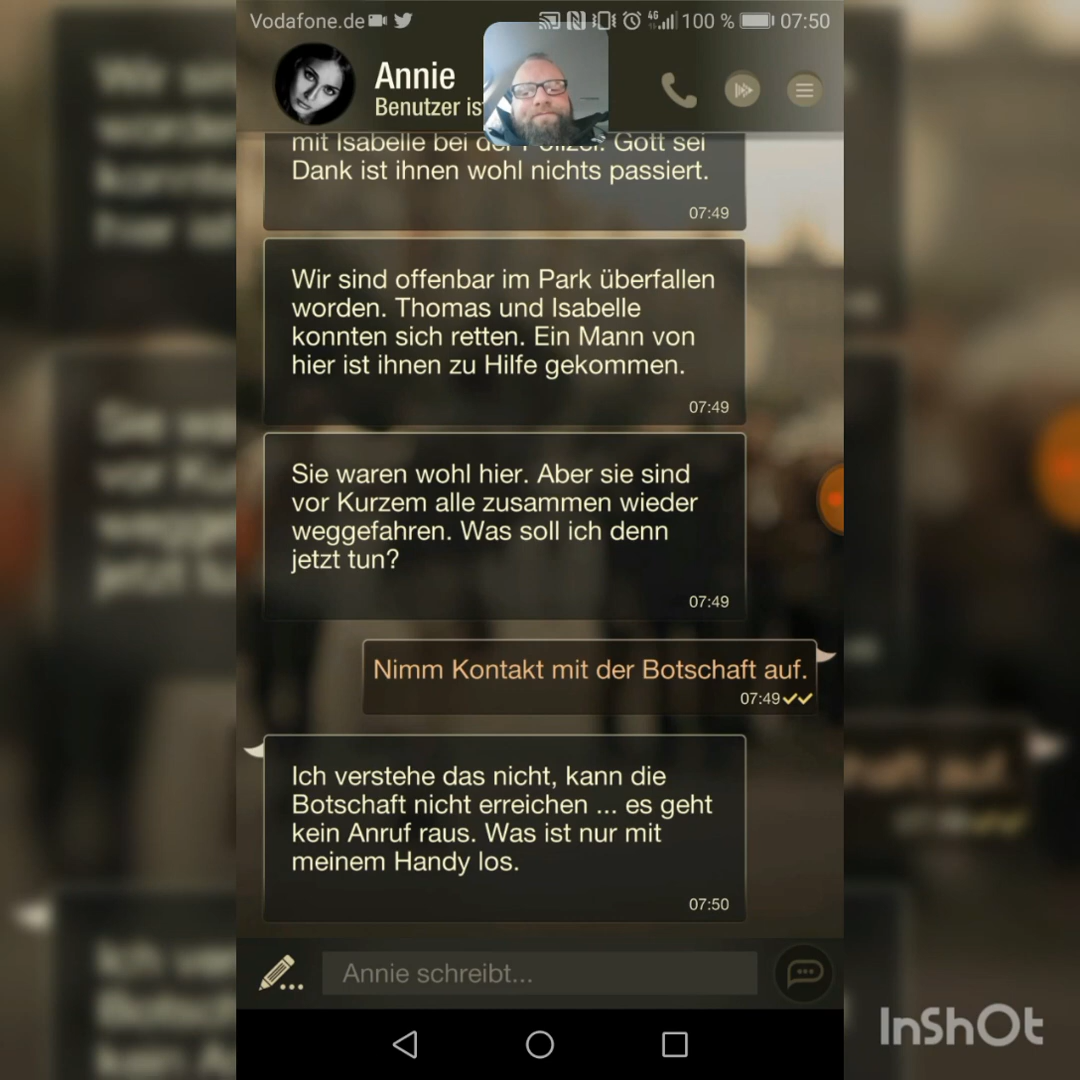 Vodafone.de
4G
100 %
07:50
Annie
Benutzer is
mit Isabelle bei der Polizei. Gott sei
Dank ist ihnen wohl nichts passiert.
07:49
Wir sind offenbar im Park überfallen
worden. Thomas und Isabelle
konnten sich retten. Ein Mann von
hier ist ihnen zu Hilfe gekommen.
07:49
Sie waren wohl hier. Aber sie sind
vor Kurzem alle zusammen wieder
weggefahren. Was soll ich denn
jetzt tun?
07:49
Nimm Kontakt mit der Botschaft auf.
07:49
Ich verstehe das nicht, kann die
Botschaft nicht erreichen ... es geht
kein Anruf raus. Was ist nur mit
meinem Handy los.
07:50
Annie schreibt...
InShOt